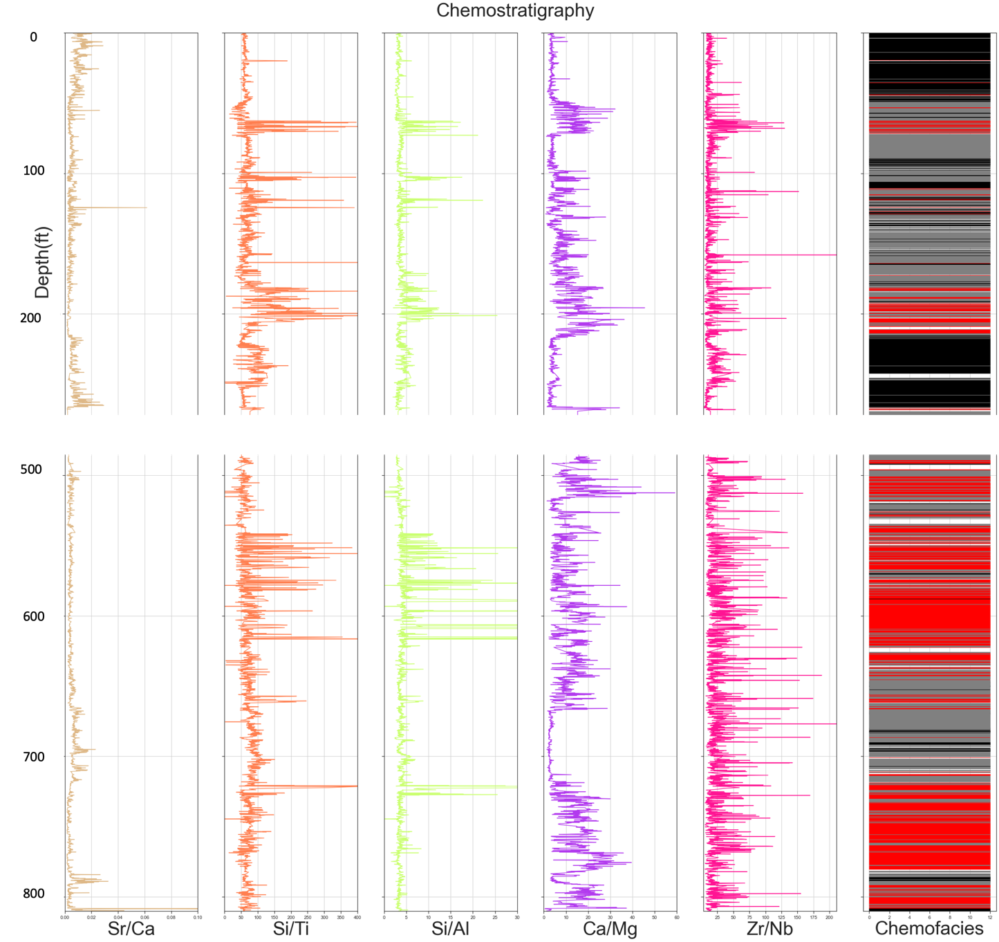 Chemostratigraphy
0
100
Depth(ft)
200
500
600
700
800
0.00 0.02 0.04 0.06 0.08 0.10 0 50 100 150 200 250 300 350 400 0 5 10 15 20 25 30 0 10 20 30 40 50 60 25 50 75 100 125 150 175 200 0 2 4 6 8 10 12
Sr/Ca Si/Ti Si/Al Ca/Mg Zr/Nb Chemofacies